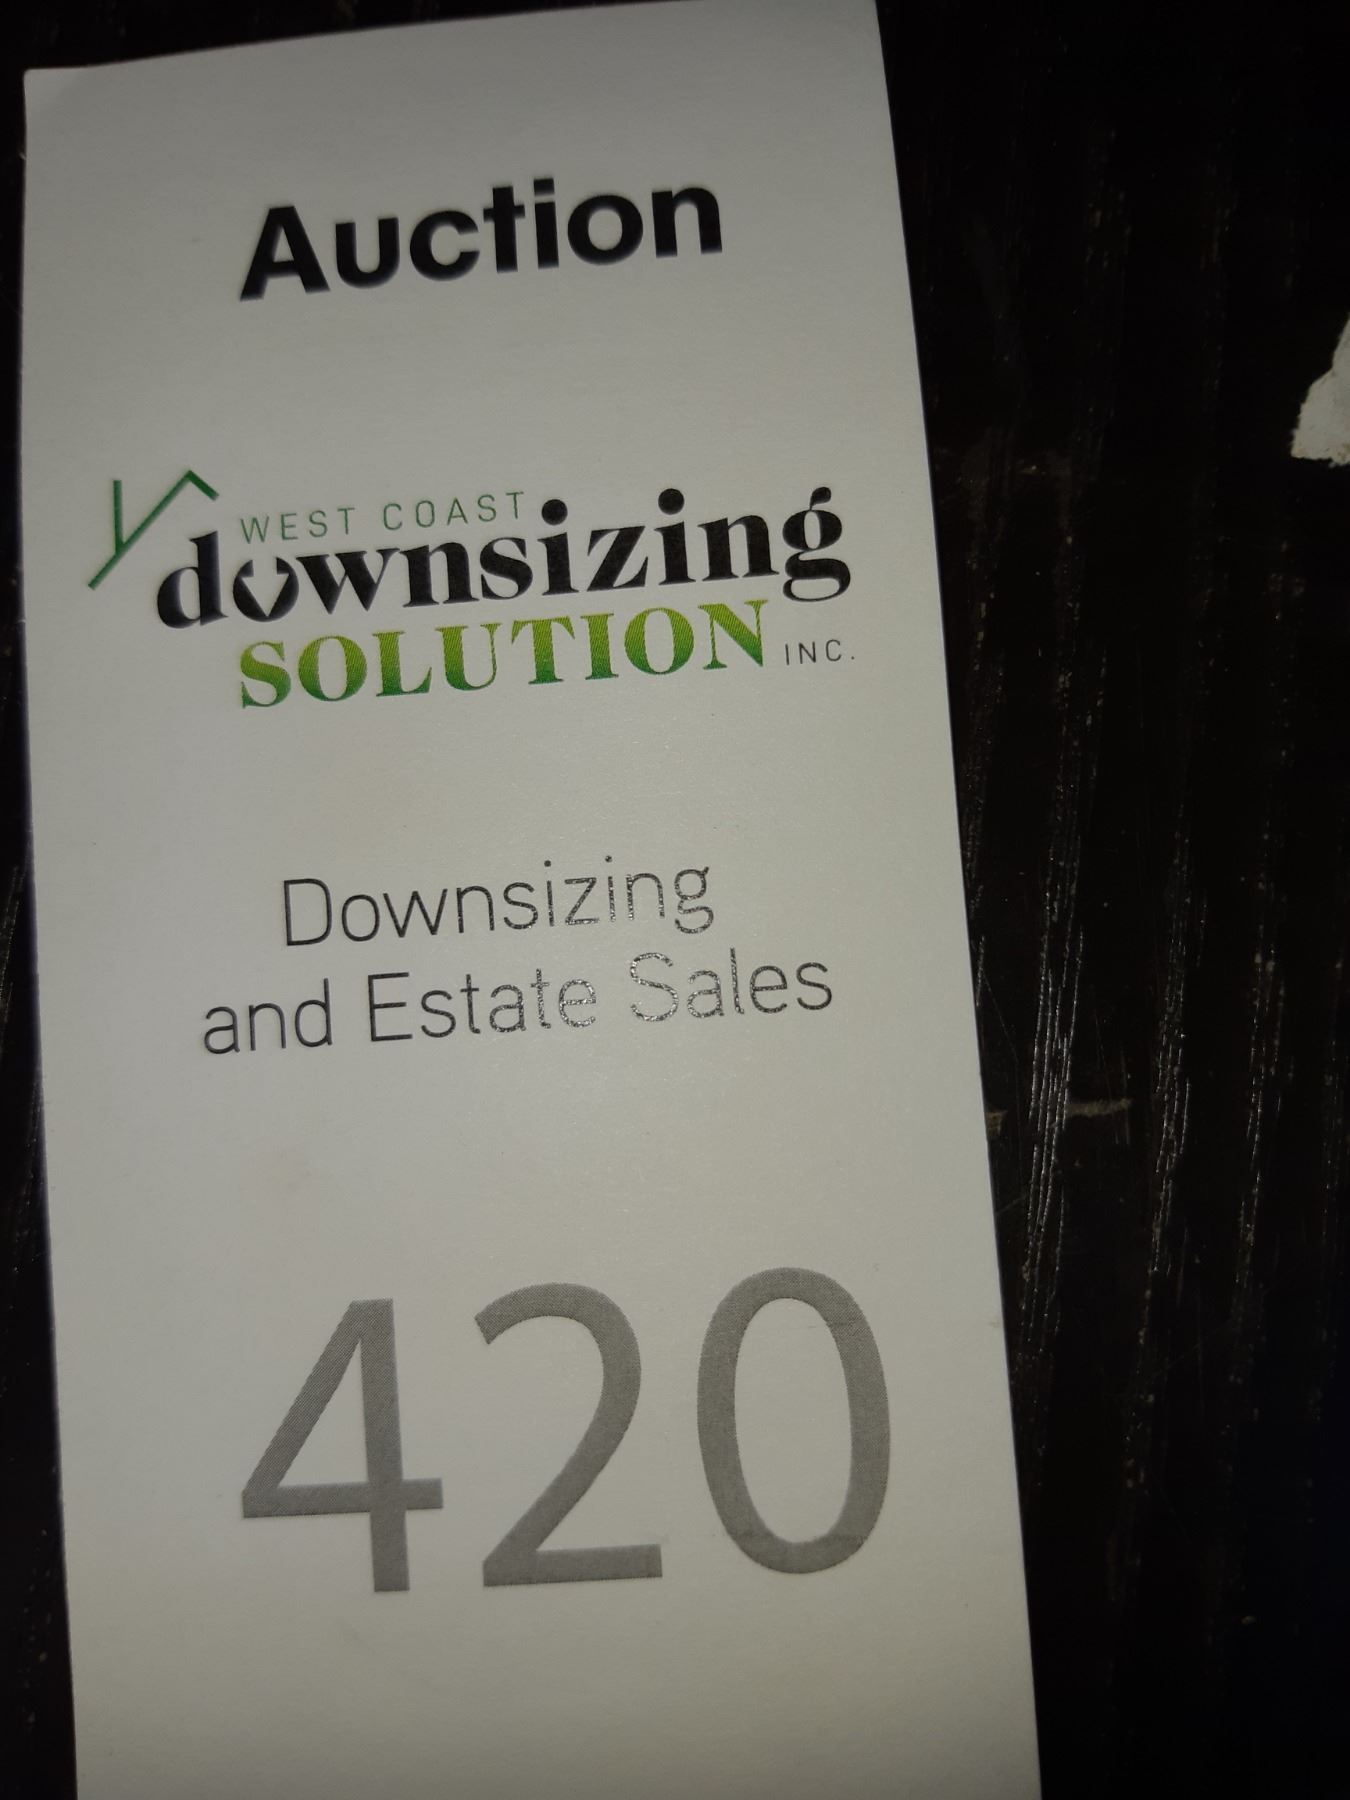 Auction
WEST COAST
downsizing
SOLUTION INC.
Downsizing
and Estate Sales
420